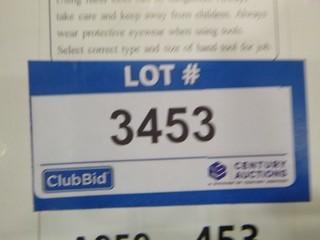 take care and keep away from children. Always
wear protective eyewear when using tools.
Select correct type and size of hand tool for job
LOT #
3453
ClubBid
CENTURY
AUCTIONS
453